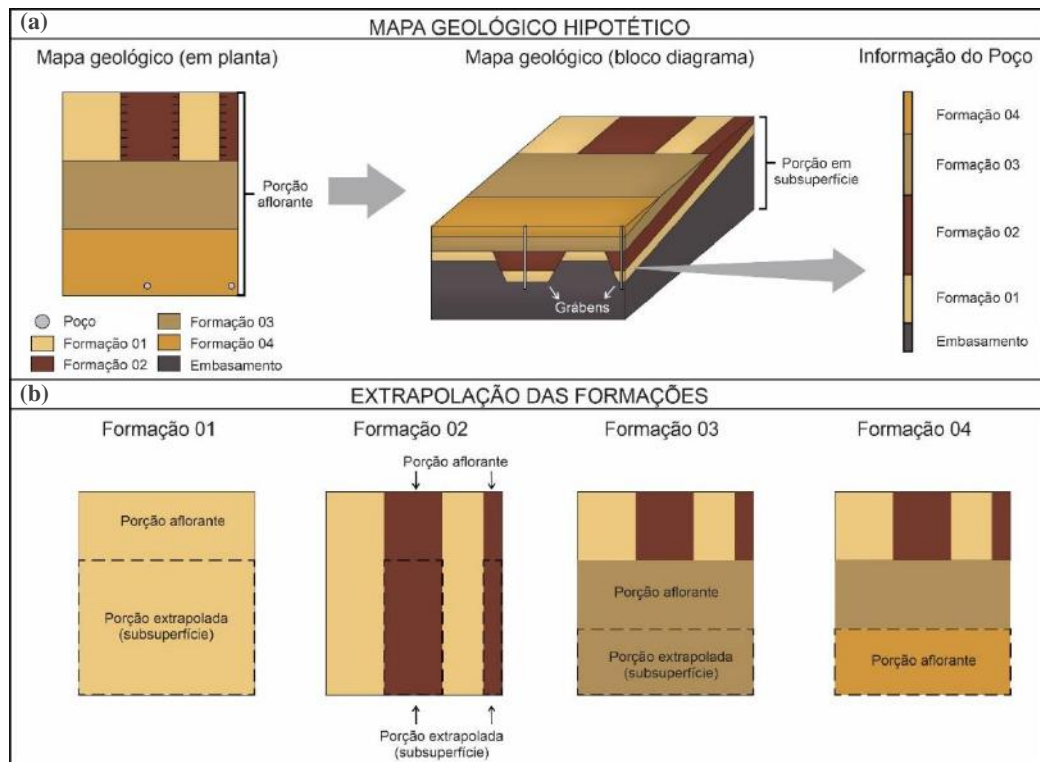 (a)
MAPA GEOLÓGICO HIPOTÉTICO
Mapa geológico (em planta)
Porção
aflorante
Poço
Formação 01
Formação 02
Formação 03
Formação 04
Embasamento
Mapa geológico (bloco diagrama)
Porção em
subsuperfície
Grábens
Informação do Poço
Formação 04
Formação 03
Formação 02
Formação 01
Embasamento
(b)
EXTRAPOLAÇÃO DAS FORMAÇÕES
Formação 01
Porção aflorante
Porção extrapolada
(subsuperfície)
Formação 02
Porção aflorante
Porção extrapolada
(subsuperfície)
Formação 03
Porção aflorante
Porção extrapolada
(subsuperfície)
Formação 04
Porção aflorante